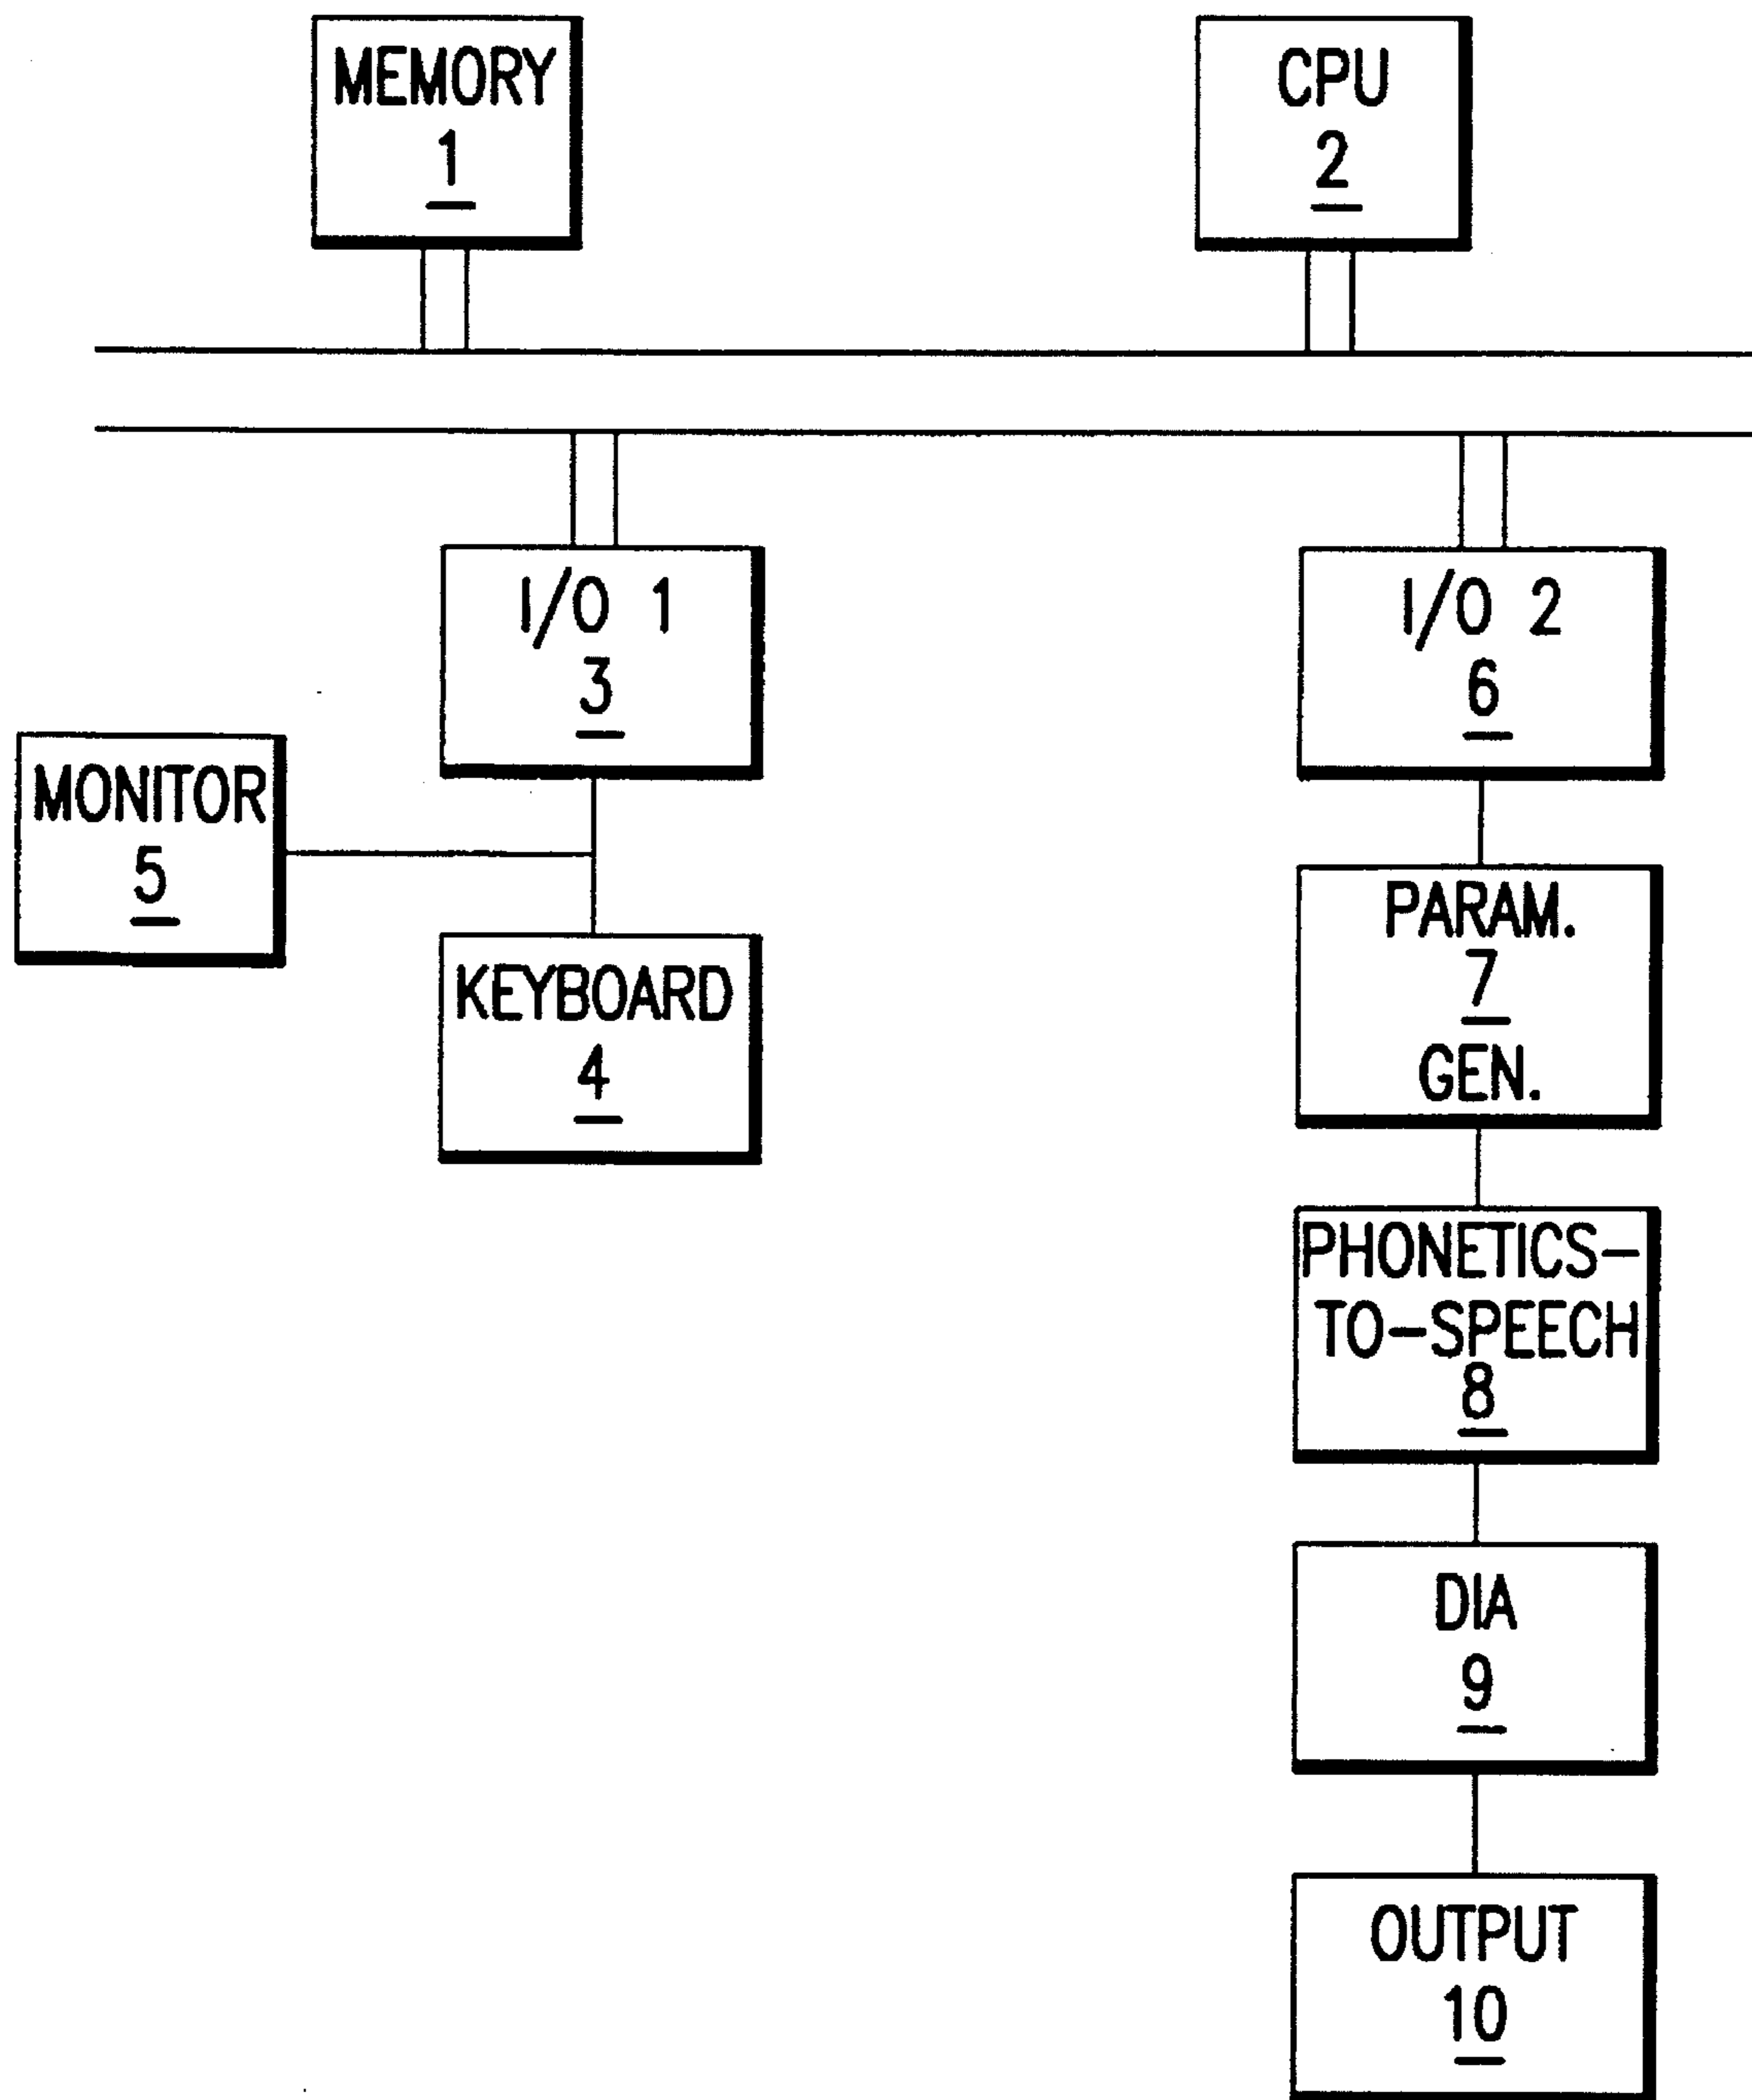 MEMORY
1
CPU
2
I/O 1
3
I/O 2
6
MONITOR
5
KEYBOARD
4
PARAM.
7
GEN.
PHONETICS-
TO-SPEECH
8
DIA
9
OUTPUT
10